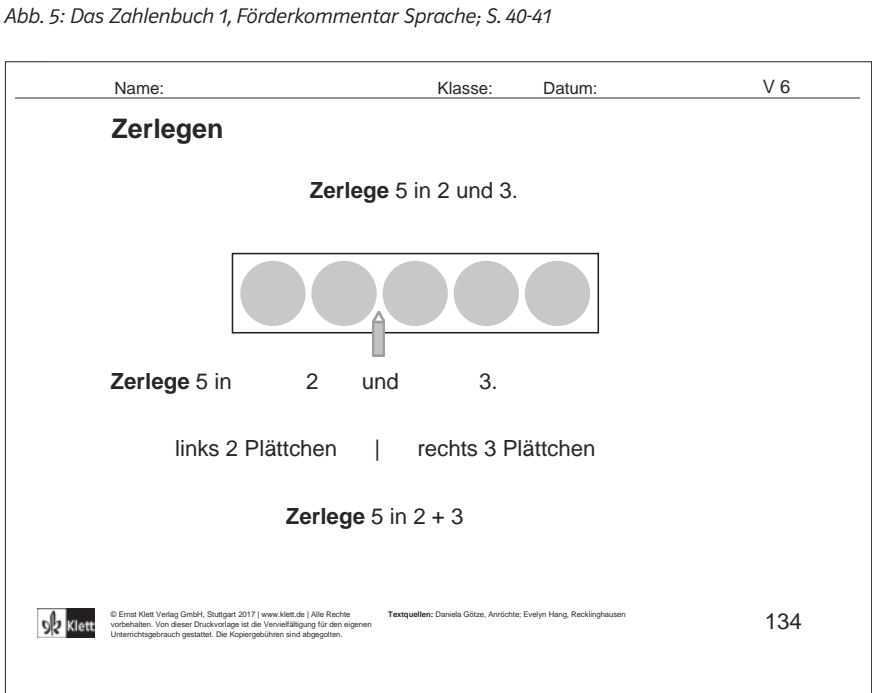 Abb. 5: Das Zahlenbuch 1, Förderkommentar Sprache; S. 40-41
Name: Klasse: Datum: V 6
Zerlegen
Zerlege 5 in 2 und 3.
Zerlege 5 in 2 und 3.
links 2 Plättchen | rechts 3 Plättchen
Zerlege 5 in 2 + 3
Klett
© Ernst Klett Verlag GmbH, Stuttgart 2017 | www.klett.de | Alle Rechte
vorbehalten. Von dieser Druckvorlage ist die Vervielfältigung für den eigenen
Unterrichtsgebrauch gestattet. Die Kopiergebühren sind abgegolten.
Textquellen: Daniela Götze, Anröchte; Evelyn Hang, Recklinghausen
134